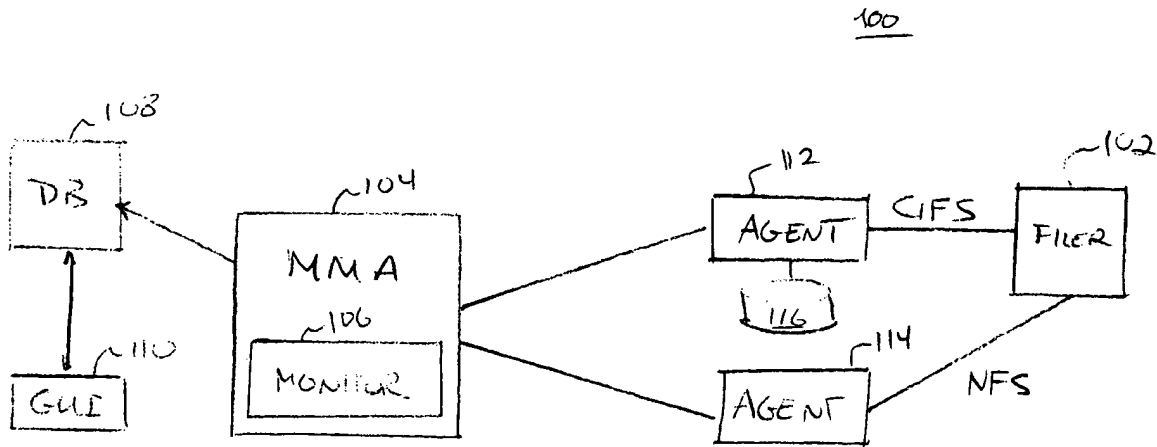 100
108
DB
104
MMA
106
MONITOR
110
GUI
112
AGENT
116
CIFS
102
FILER
114
AGENT
NFS